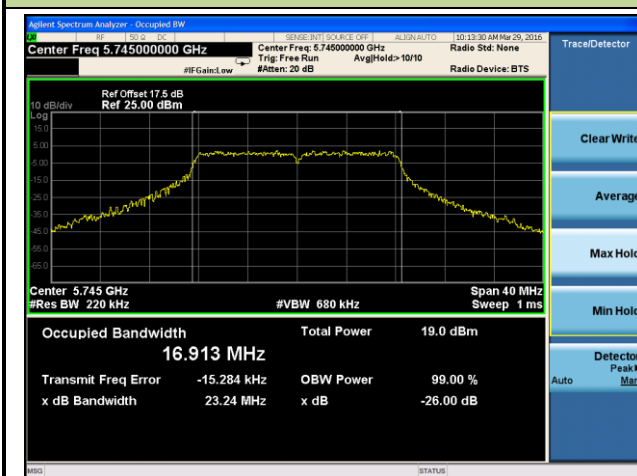 Agilent Spectrum Analyzer - Occupied BW
LXI RF 50 Ω DC SENSE:INT SOURCE OFF ALIGN AUTO 10:13:30 AM Mar 29, 2016
Center Freq 5.745000000 GHz
Center Freq: 5.745000000 GHz
Radio Std: None
Trig: Free Run Avg|Hold:> 10/10
#IFGain:Low #Atten: 20 dB Radio Device: BTS
Trace/Detector
Ref Offset 17.5 dB
10 dB/div Ref 25.00 dBm
Log
15.0
5.00
-5.00
-15.0
-25.0
-35.0
-45.0
-55.0
-65.0
Clear Write
Average
Max Hold
Min Hold
Detector
Peak
Auto Man
Center 5.745 GHz Span 40 MHz
#Res BW 220 kHz #VBW 680 kHz Sweep 1 ms
Occupied Bandwidth Total Power 19.0 dBm
16.913 MHz
Transmit Freq Error -15.284 kHz OBW Power 99.00 %
x dB Bandwidth 23.24 MHz x dB -26.00 dB
MSG STATUS